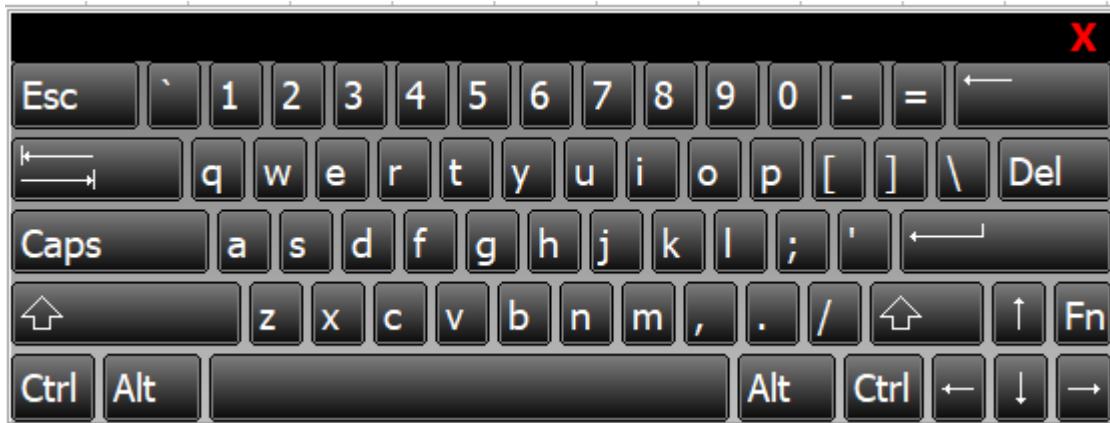 X
Esc ` 1 2 3 4 5 6 7 8 9 0 - =
q w e r t y u i o p [ ] \ Del
Caps a s d f g h j k l ; '
z x c v b n m , . / Fn
Ctrl Alt Alt Ctrl